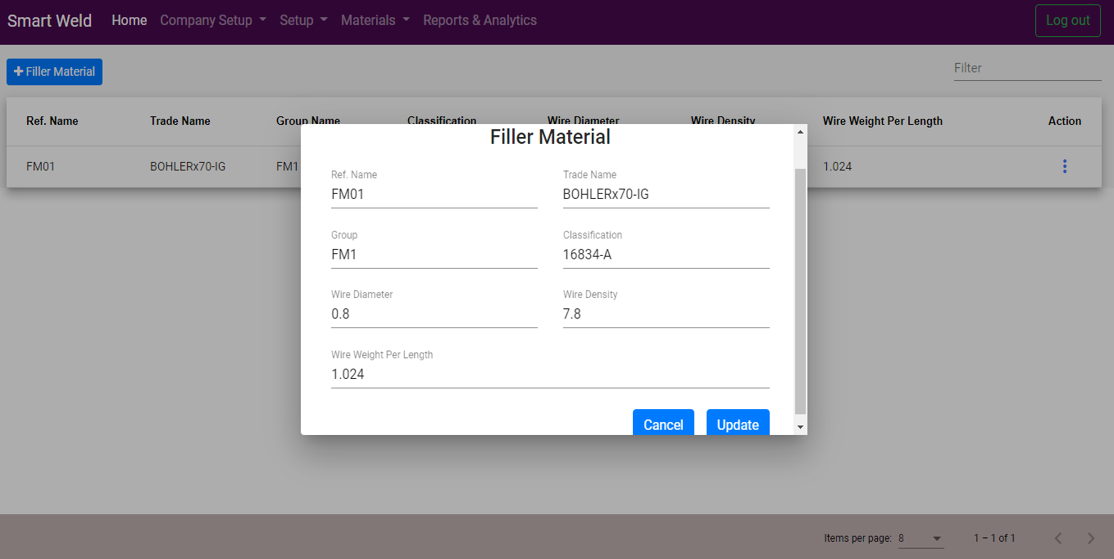 Smart Weld Home Company Setup Setup Materials Reports & Analytics Log out
+ Filler Material
Filter
Ref. Name Trade Name Group Name Classification Wire Diameter Wire Density Wire Weight Per Length Action
FM01 BOHLERx70-IG FM1 1.024
Filler Material
Ref. Name Trade Name
FM01 BOHLERx70-IG
Group Classification
FM1 16834-A
Wire Diameter Wire Density
0.8 7.8
Wire Weight Per Length
1.024
Cancel Update
Items per page: 8 1 – 1 of 1